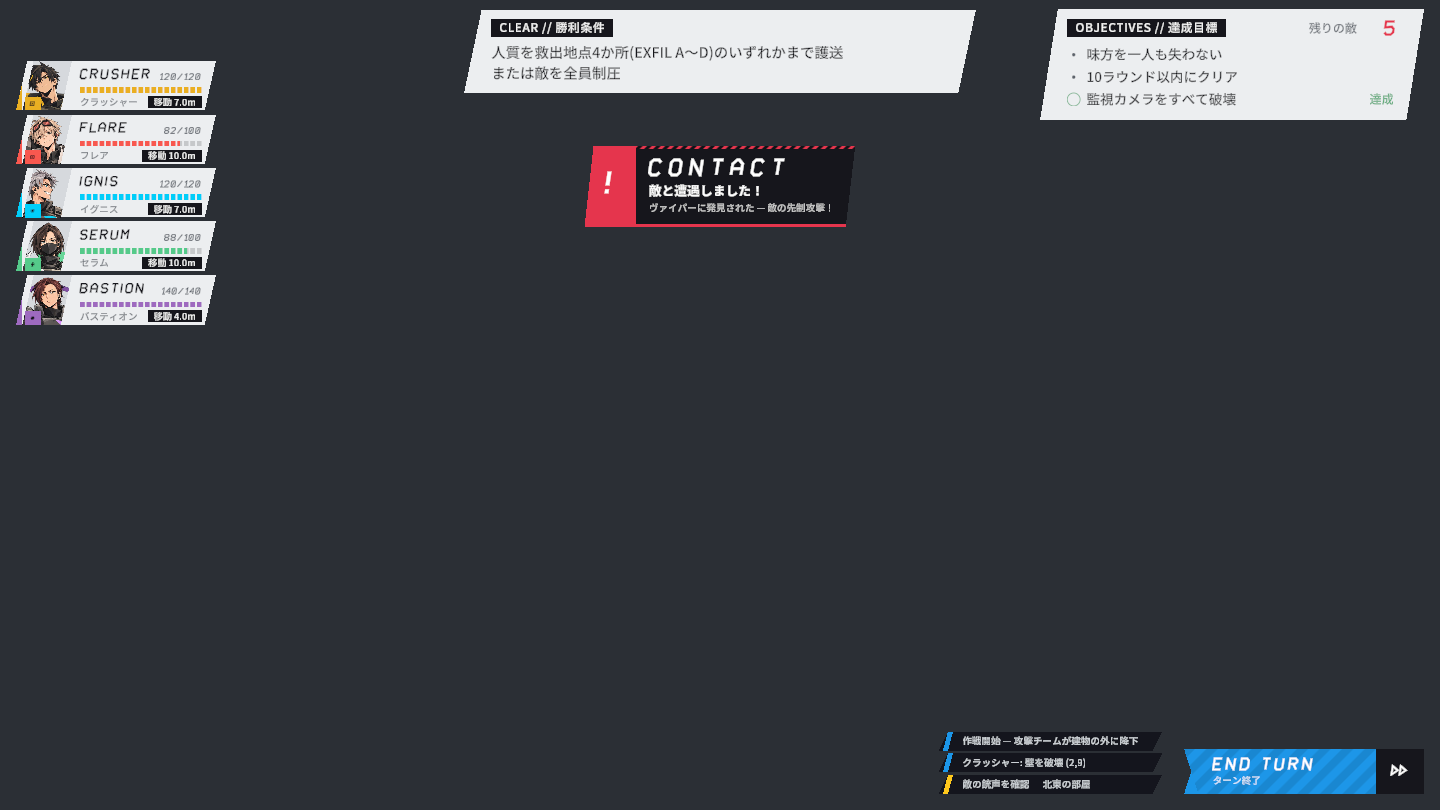 CLEAR // 勝利条件
人質を救出地点4か所(EXFIL A〜D)のいずれかまで護送
または敵を全員制圧
OBJECTIVES // 達成目標
残りの敵 5
・ 味方を一人も失わない
・ 10ラウンド以内にクリア
◯ 監視カメラをすべて破壊 達成
CRUSHER 120/120
クラッシャー 移動 7.0m
FLARE 82/100
フレア 移動 10.0m
IGNIS 120/120
イグニス 移動 7.0m
SERUM 88/100
セラム 移動 10.0m
BASTION 140/140
バスティオン 移動 4.0m
! CONTACT
敵と遭遇しました！
ヴァイパーに発見された — 敵の先制攻撃！
作戦開始 — 攻撃チームが建物の外に降下
クラッシャー: 壁を破壊 (2,9)
敵の銃声を確認 北東の部屋
END TURN
ターン終了